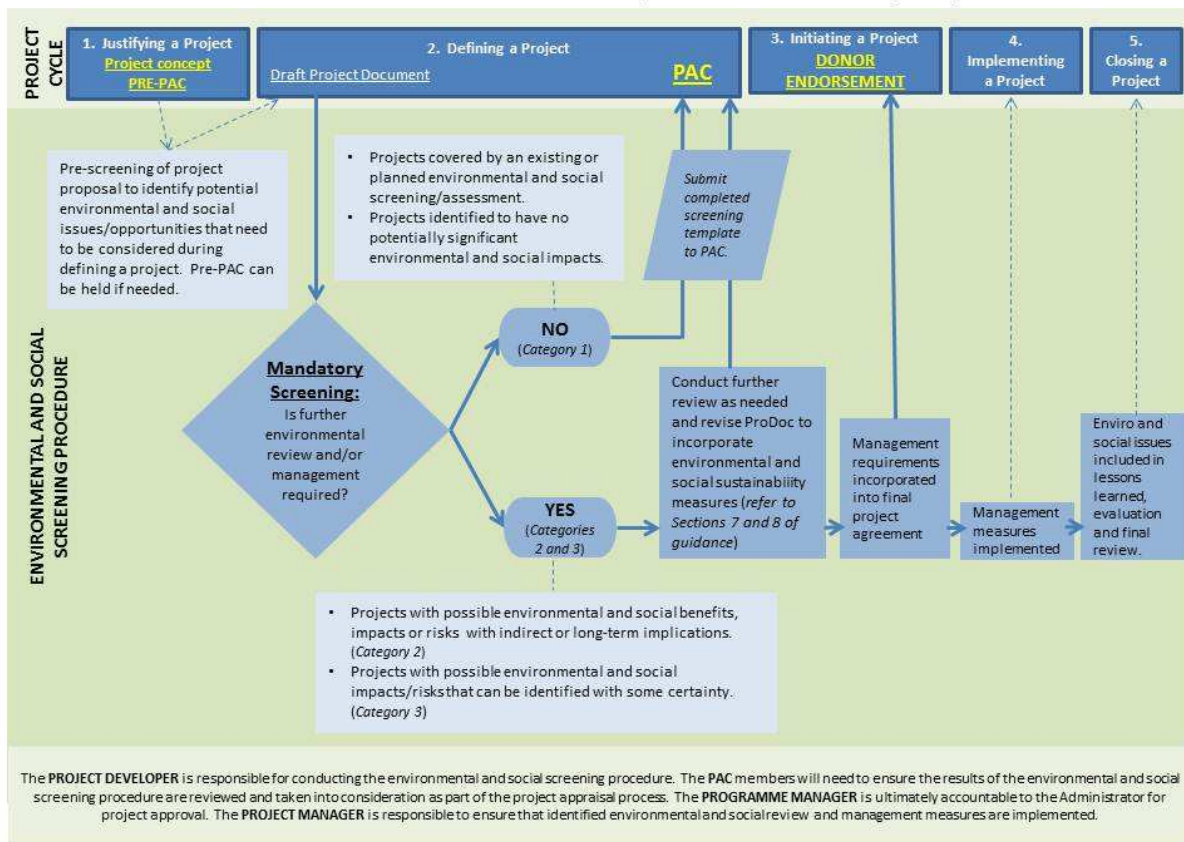 PROJECT
CYCLE
1. Justifying a Project
Project concept
PRE-PAC
2. Defining a Project
Draft Project Document
PAC
3. Initiating a Project
DONOR
ENDORSEMENT
4.
Implementing
a Project
5.
Closing a
Project
ENVIRONMENTAL AND SOCIAL
SCREENING PROCEDURE
Pre-screening of project
proposal to identify potential
environmental and social
issues/opportunities that need
to be considered during
defining a project. Pre-PAC can
be held if needed.
• Projects covered by an existing or
planned environmental and social
screening/assessment.
• Projects identified to have no
potentially significant
environmental and social impacts.
Submit
completed
screening
template
to PAC.
Mandatory
Screening:
Is further
environmental
review and/or
management
required?
NO
(Category 1)
YES
(Categories
2 and 3)
Conduct further
review as needed
and revise ProDoc to
incorporate
environmental and
social sustainability
measures (refer to
Sections 7 and 8 of
guidance)
Management
requirements
incorporated
into final
project
agreement
Management
measures
implemented
Enviro and
social issues
included in
lessons
learned,
evaluation
and final
review.
• Projects with possible environmental and social benefits,
impacts or risks with indirect or long-term implications.
(Category 2)
• Projects with possible environmental and social
impacts/risks that can be identified with some certainty.
(Category 3)
The PROJECT DEVELOPER is responsible for conducting the environmental and social screening procedure. The PAC members will need to ensure the results of the environmental and social
screening procedure are reviewed and taken into consideration as part of the project appraisal process. The PROGRAMME MANAGER is ultimately accountable to the Administrator for
project approval. The PROJECT MANAGER is responsible to ensure that identified environmental and social review and management measures are implemented.